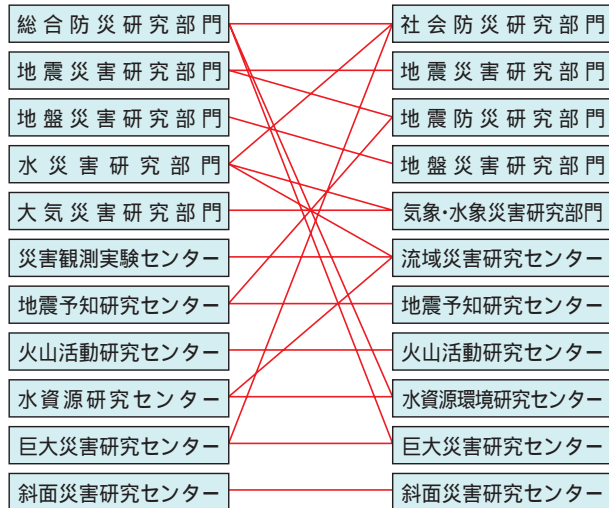 総合防災研究部門
社会防災研究部門
地震災害研究部門
地震災害研究部門
地盤災害研究部門
地震防災研究部門
水災害研究部門
地盤災害研究部門
大気災害研究部門
気象・水象災害研究部門
災害観測実験センター
流域災害研究センター
地震予知研究センター
地震予知研究センター
火山活動研究センター
火山活動研究センター
水資源研究センター
水資源環境研究センター
巨大災害研究センター
巨大災害研究センター
斜面災害研究センター
斜面災害研究センター